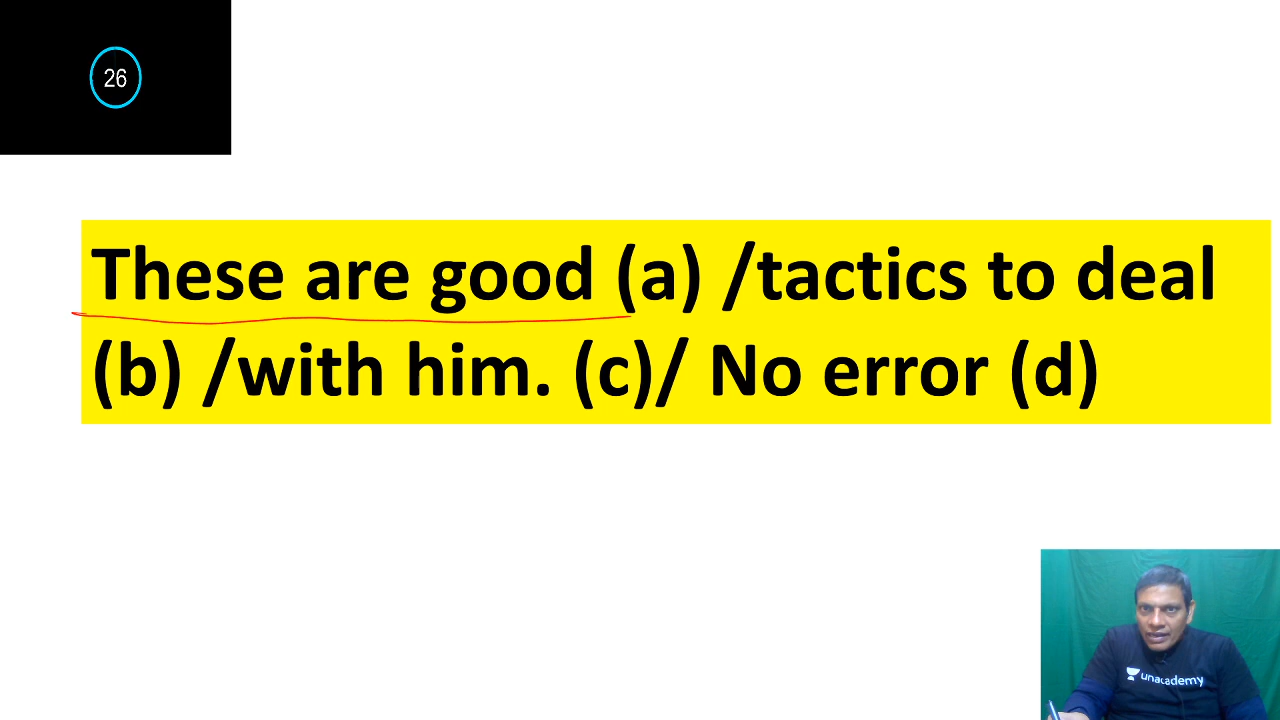 26
These are good (a) /tactics to deal
(b) /with him. (c)/ No error (d)
unacademy